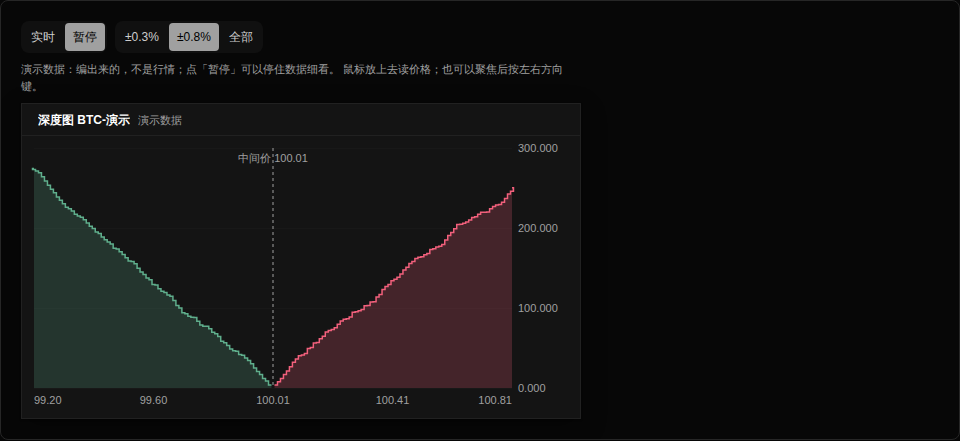 实时 暂停 ±0.3% ±0.8% 全部
演示数据：编出来的，不是行情；点「暂停」可以停住数据细看。 鼠标放上去读价格；也可以聚焦后按左右方向
键。
深度图 BTC-演示 演示数据
中间价 100.01
300.000
200.000
100.000
0.000
99.20 99.60 100.01 100.41 100.81